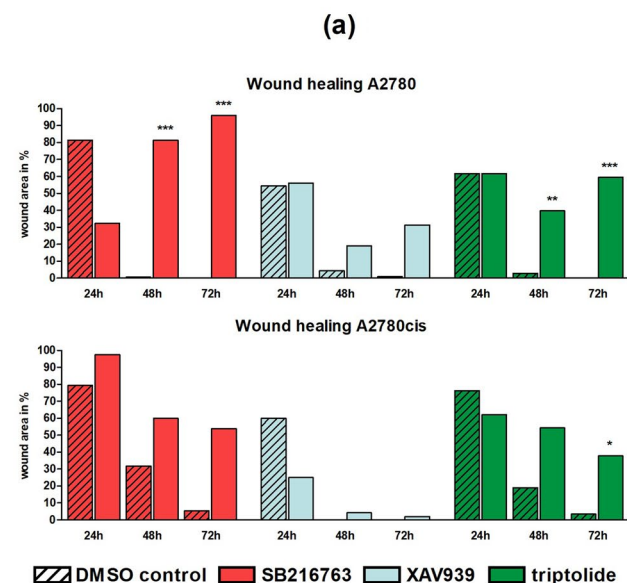 (a)
Wound healing A2780
wound area in %
100
90
80
70
60
50
40
30
20
10
0
*** *** ** ***
24h 48h 72h 24h 48h 72h 24h 48h 72h
Wound healing A2780cis
wound area in %
100
90
80
70
60
50
40
30
20
10
0
*
24h 48h 72h 24h 48h 72h 24h 48h 72h
DMSO control SB216763 XAV939 triptolide